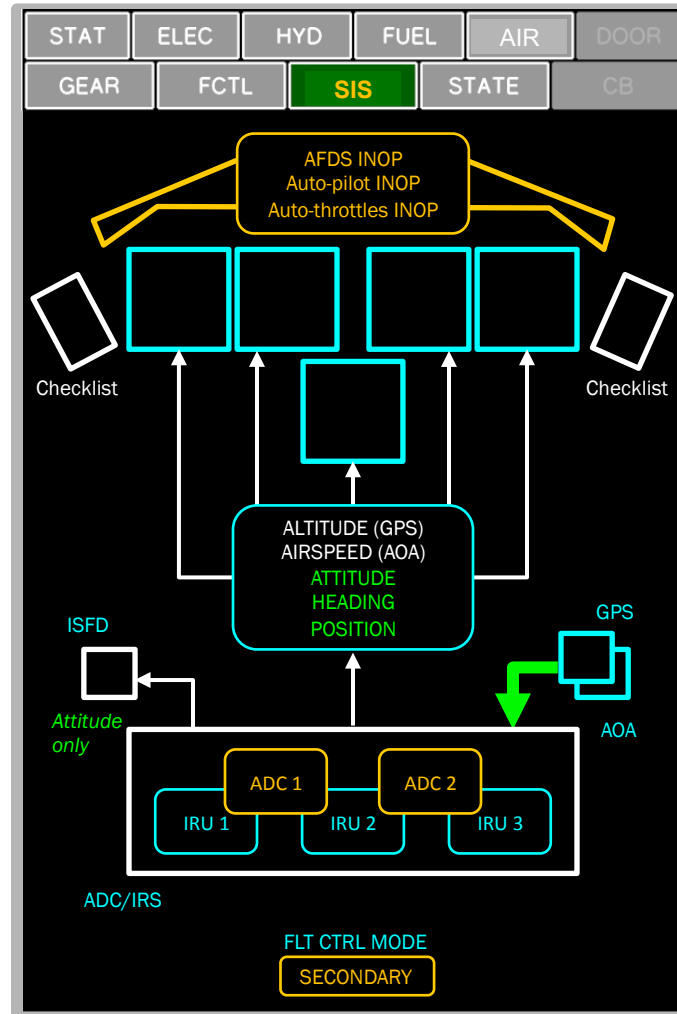 STAT ELEC HYD FUEL AIR DOOR
GEAR FCTL SIS STATE CB
AFDS INOP
Auto-pilot INOP
Auto-throttles INOP
Checklist Checklist
ALTITUDE (GPS)
AIRSPEED (AOA)
ATTITUDE
HEADING
POSITION
ISFD
GPS
Attitude
only
AOA
ADC 1 ADC 2
IRU 1 IRU 2 IRU 3
ADC/IRS
FLT CTRL MODE
SECONDARY